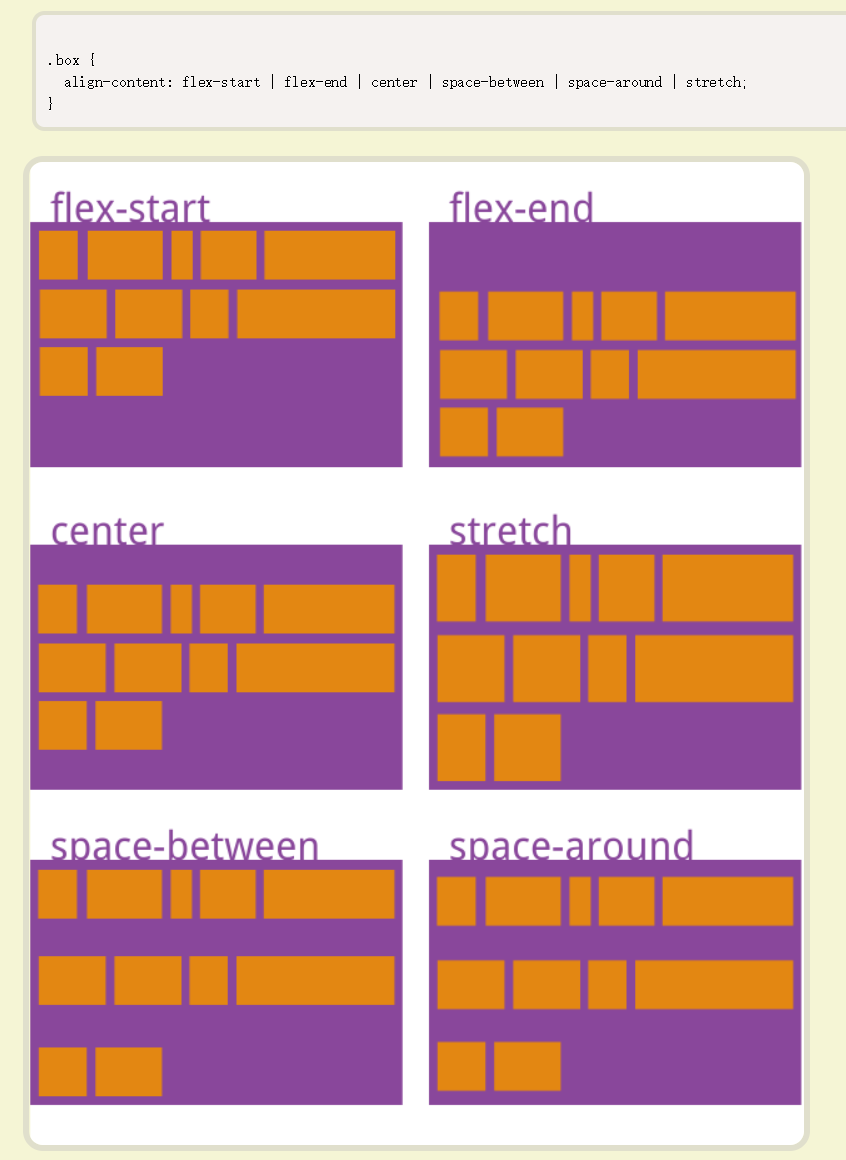 .box {
  align-content: flex-start | flex-end | center | space-between | space-around | stretch;
}
flex-start
flex-end
center
stretch
space-between
space-around